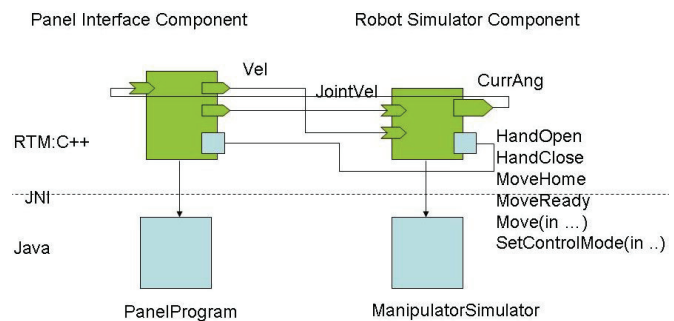 Panel Interface Component
Robot Simulator Component
Vel
JointVel
CurrAng
RTM:C++
HandOpen
HandClose
MoveHome
MoveReady
Move(in ...)
SetControlMode(in ..)
JNI
Java
PanelProgram
ManipulatorSimulator